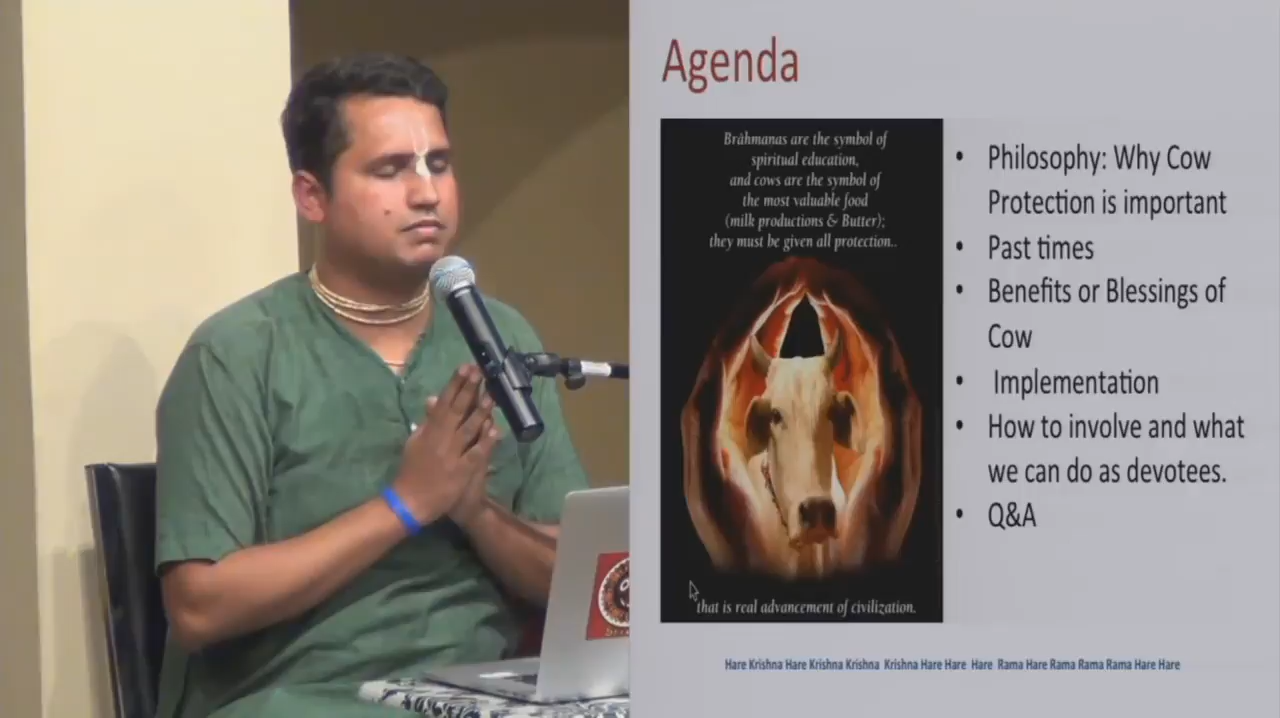 Agenda
Brāhmanas are the symbol of
spiritual education,
and cows are the symbol of
the most valuable food
(milk productions & Butter);
they must be given all protection..
that is real advancement of civilization.
• Philosophy: Why Cow
Protection is important
• Past times
• Benefits or Blessings of
Cow
• Implementation
• How to involve and what
we can do as devotees.
• Q&A
Hare Krishna Hare Krishna Krishna Krishna Hare Hare Hare Rama Hare Rama Rama Rama Hare Hare